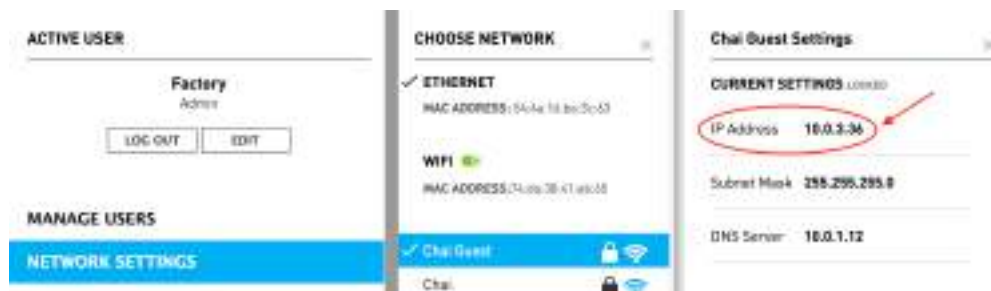 ACTIVE USER
Factory
Admin
LOG OUT
EDIT
MANAGE USERS
NETWORK SETTINGS
CHOOSE NETWORK
ETHERNET
MAC ADDRESS:
WIFI
MAC ADDRESS:
Chai Guest
Chai
Chai Guest Settings
CURRENT SETTINGS
IP Address 10.0.3.36
Subnet Mask 255.255.255.0
DNS Server 10.0.1.12